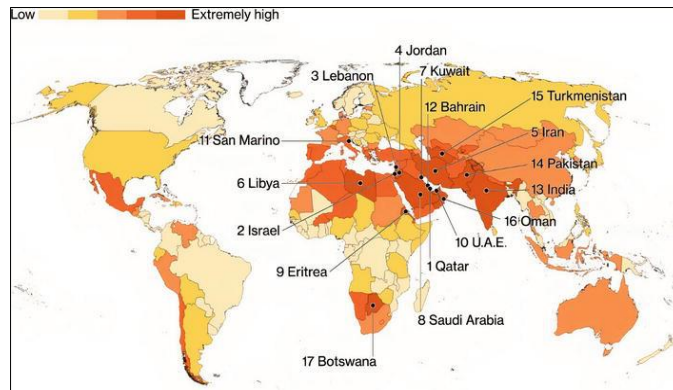 Low Extremely high
4 Jordan
3 Lebanon
7 Kuwait
12 Bahrain
15 Turkmenistan
11 San Marino
5 Iran
14 Pakistan
6 Libya
13 India
2 Israel
16 Oman
10 U.A.E.
9 Eritrea
1 Qatar
8 Saudi Arabia
17 Botswana